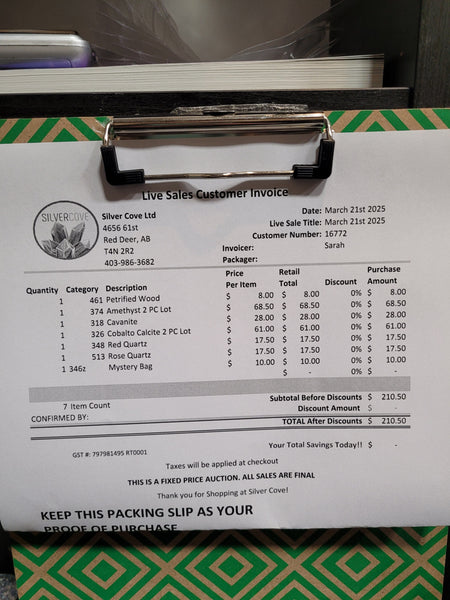 Live Sales Customer Invoice
SILVERCOVE
Silver Cove Ltd
4656 61st
Red Deer, AB
T4N 2R2
403-986-3682
Date: March 21st 2025
Live Sale Title: March 21st 2025
Customer Number: 16772
Invoicer: Sarah
Packager:
Quantity Category Description Price Per Item Retail Total Discount Purchase Amount
1 461 Petrified Wood $ 8.00 $ 8.00 0% $ 8.00
1 374 Amethyst 2 PC Lot $ 68.50 $ 68.50 0% $ 68.50
1 318 Cavanite $ 28.00 $ 28.00 0% $ 28.00
1 326 Cobalto Calcite 2 PC Lot $ 61.00 $ 61.00 0% $ 61.00
1 348 Red Quartz $ 17.50 $ 17.50 0% $ 17.50
1 513 Rose Quartz $ 17.50 $ 17.50 0% $ 17.50
1 346z Mystery Bag $ 10.00 $ 10.00 0% $ 10.00
$ - 0% $ -
Subtotal Before Discounts $ 210.50
7 Item Count Discount Amount $ -
CONFIRMED BY: TOTAL After Discounts $ 210.50
Your Total Savings Today!! $ -
GST #: 797981495 RT0001
Taxes will be applied at checkout
THIS IS A FIXED PRICE AUCTION. ALL SALES ARE FINAL
Thank you for Shopping at Silver Cove!
KEEP THIS PACKING SLIP AS YOUR
PROOF OF PURCHASE